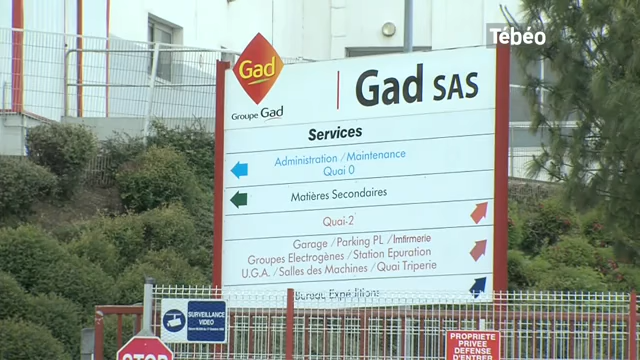 Tébéo
Gad
Groupe Gad
Gad SAS
Services
Administration / Maintenance
Quai 0
Matières Secondaires
Quai-2
Garage / Parking PL / Infirmerie
Groupes Electrogènes / Station Epuration
U.G.A. / Salles des Machines / Quai Triperie
Bureau Expéditions
SURVEILLANCE
VIDEO
STOP
PROPRIETE
PRIVEE
DEFENSE
D'ENTRER